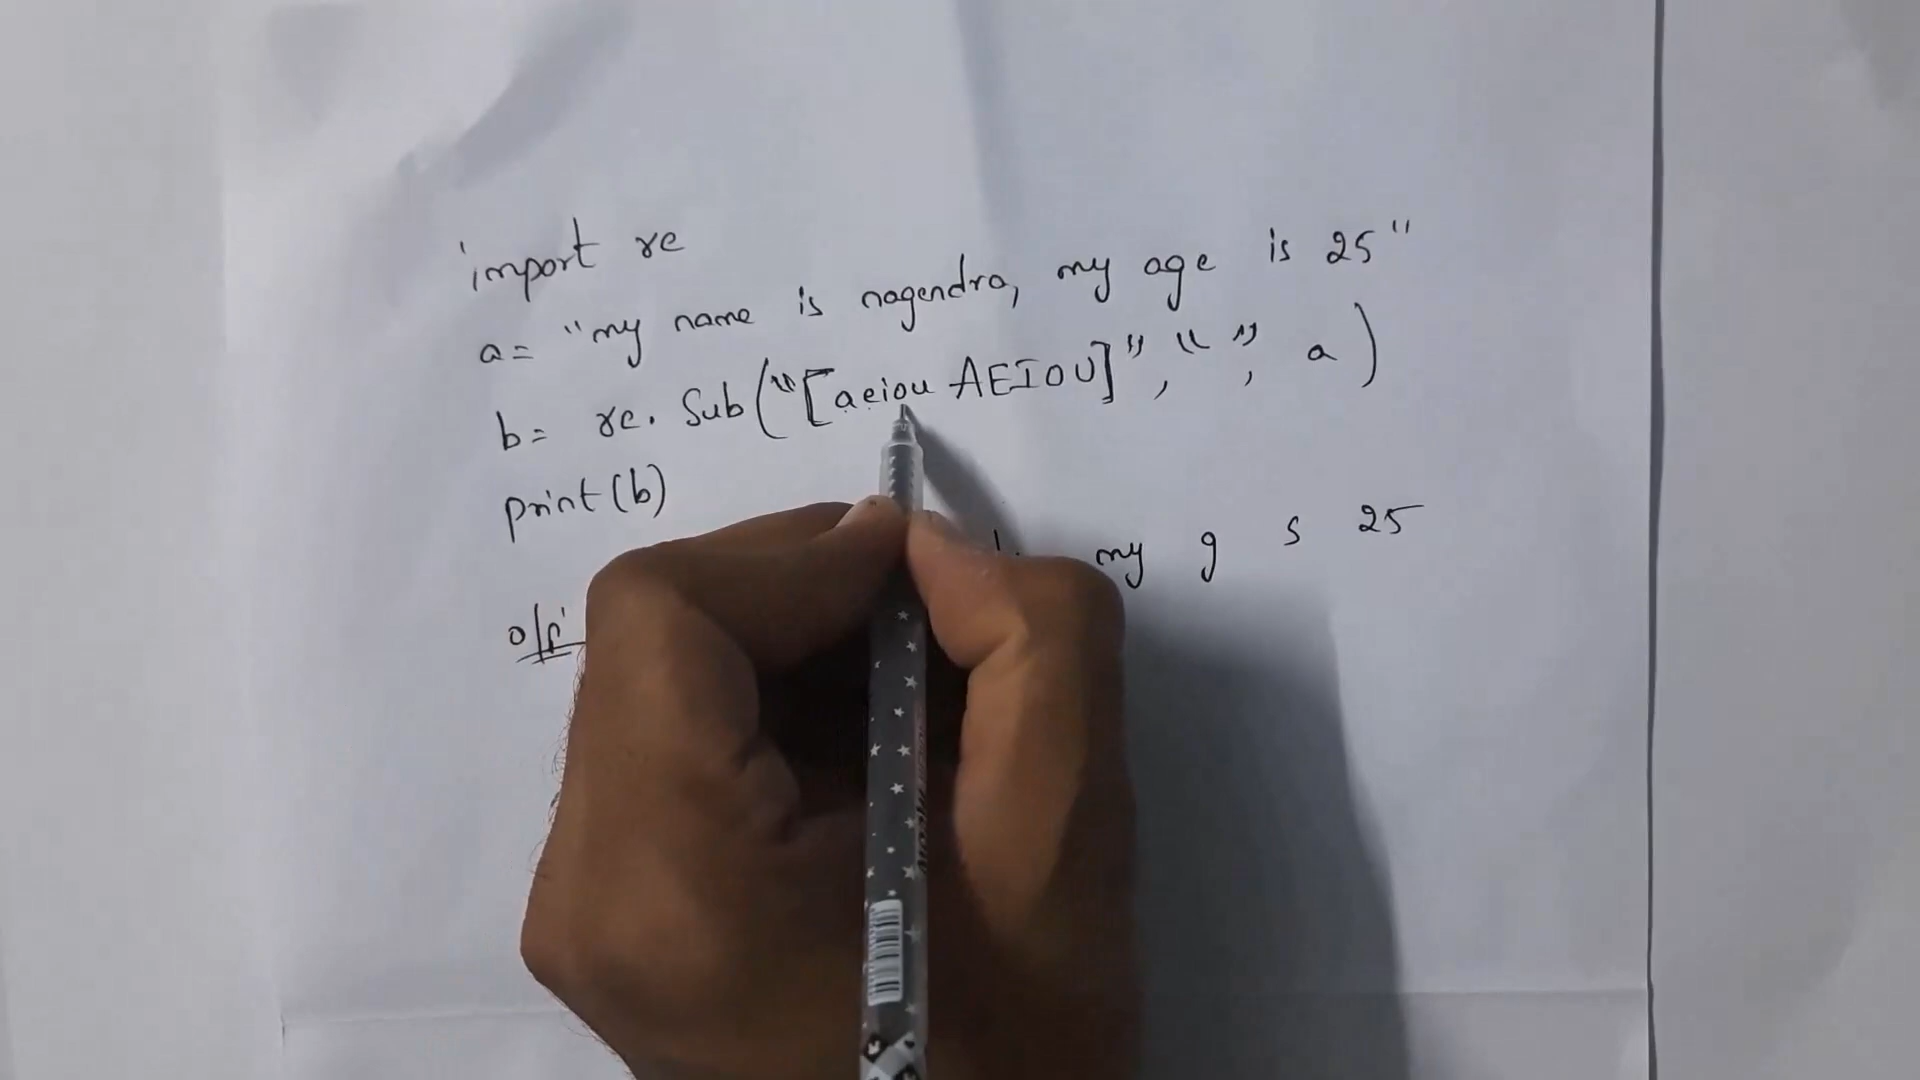 import re
a= "my name is nagendra, my age is 25"
b= re. Sub("[aeiou AEIOU]", " ", a)
print(b)
my g s 25
o/p